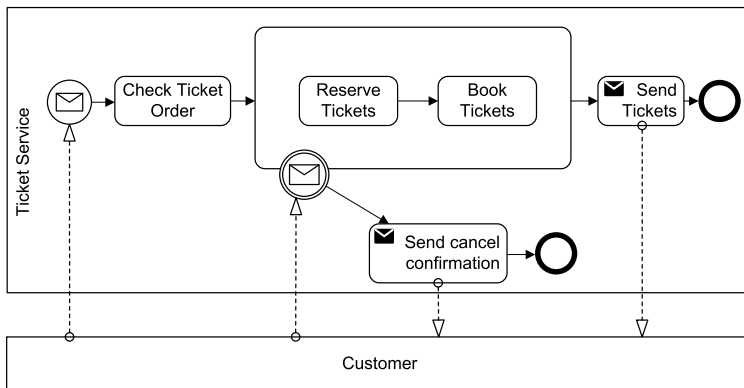 Ticket Service
Check Ticket
Order
Reserve
Tickets
Book
Tickets
Send
Tickets
Send cancel
confirmation
Customer